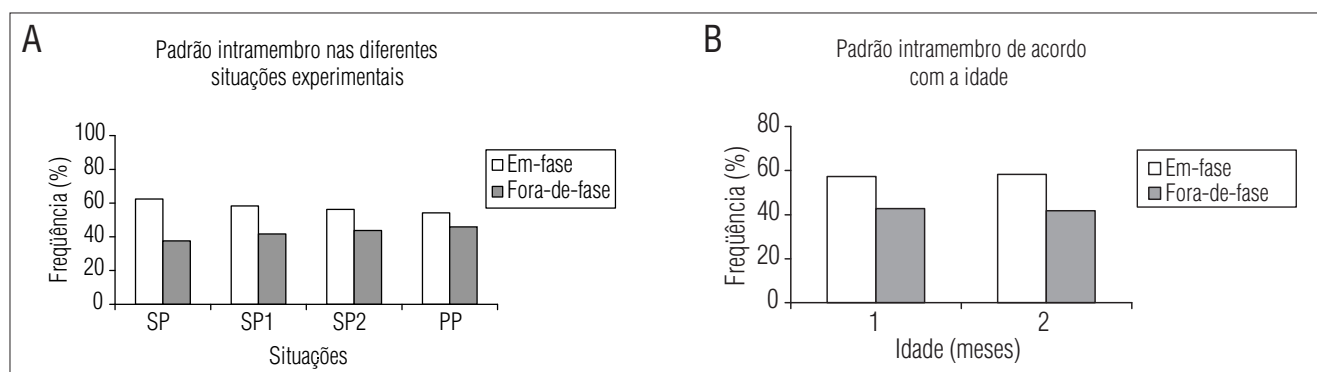 A
Padrão intramembro nas diferentes
situações experimentais
Freqüência (%)
100
80
60
40
20
0
SP SP1 SP2 PP
Situações
Em-fase
Fora-de-fase
B
Padrão intramembro de acordo
com a idade
Freqüência (%)
80
60
40
20
0
1 2
Idade (meses)
Em-fase
Fora-de-fase